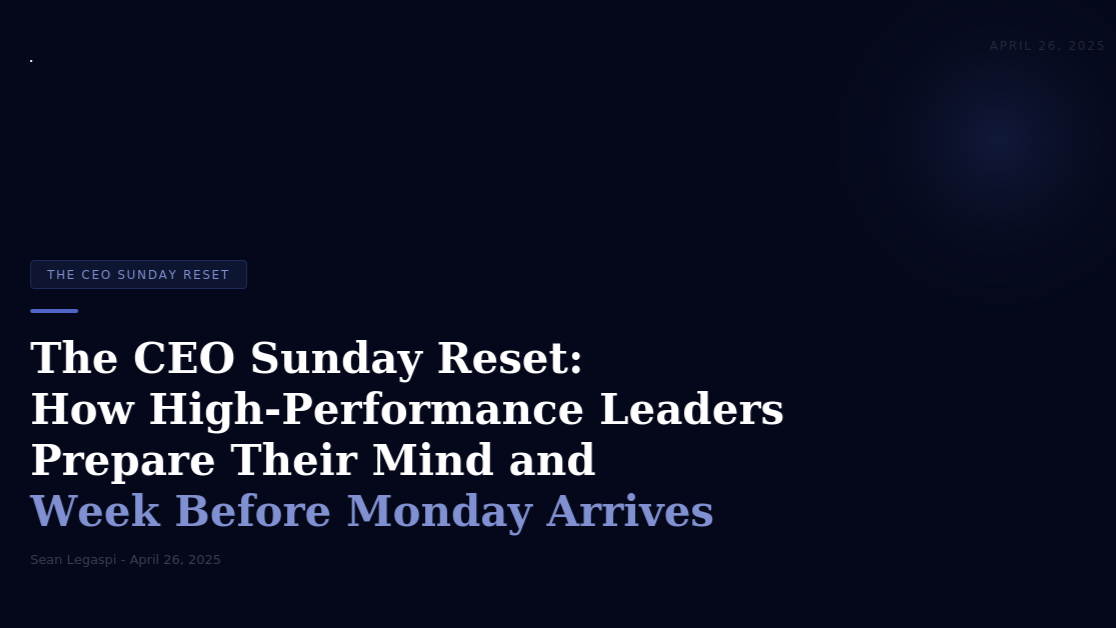 APRIL 26, 2025
.
THE CEO SUNDAY RESET
The CEO Sunday Reset:
How High-Performance Leaders
Prepare Their Mind and
Week Before Monday Arrives
Sean Legaspi - April 26, 2025